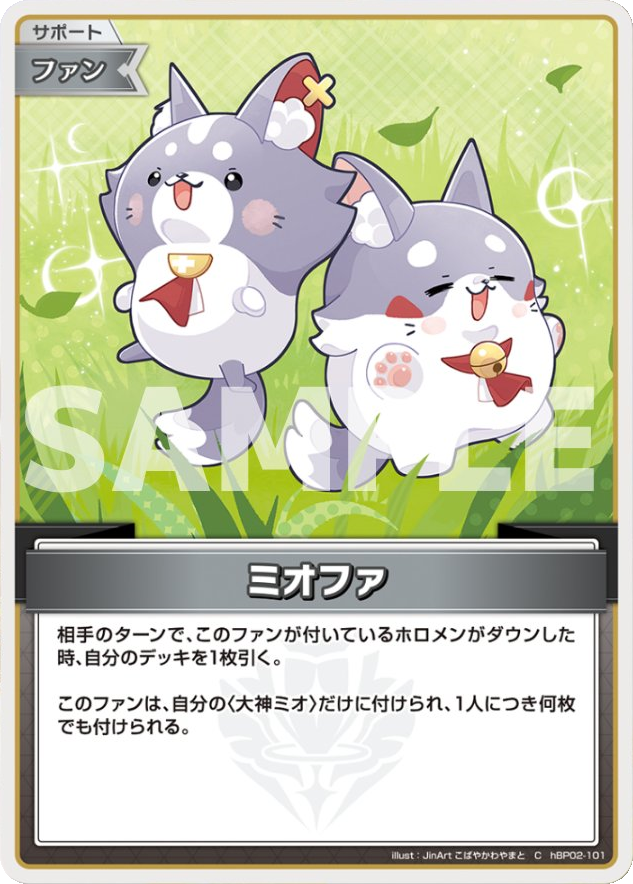 サポート
ファン
SAMPLE
ミオファ
相手のターンで、このファンが付いているホロメンがダウンした
時、自分のデッキを1枚引く。
このファンは、自分の〈大神ミオ〉だけに付けられ、1人につき何枚
でも付けられる。
illust：JinArt こばやかわやまと C hBP02-101